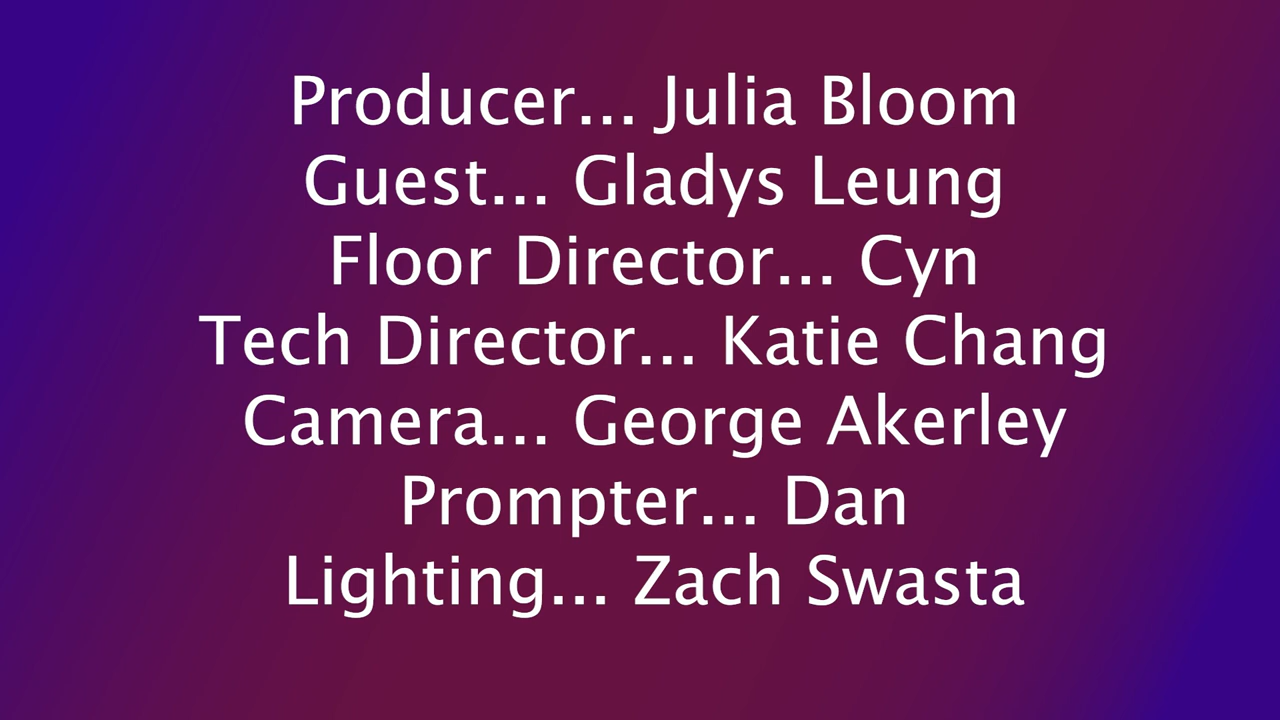 Producer... Julia Bloom
Guest... Gladys Leung
Floor Director... Cyn
Tech Director... Katie Chang
Camera... George Akerley
Prompter... Dan
Lighting... Zach Swasta